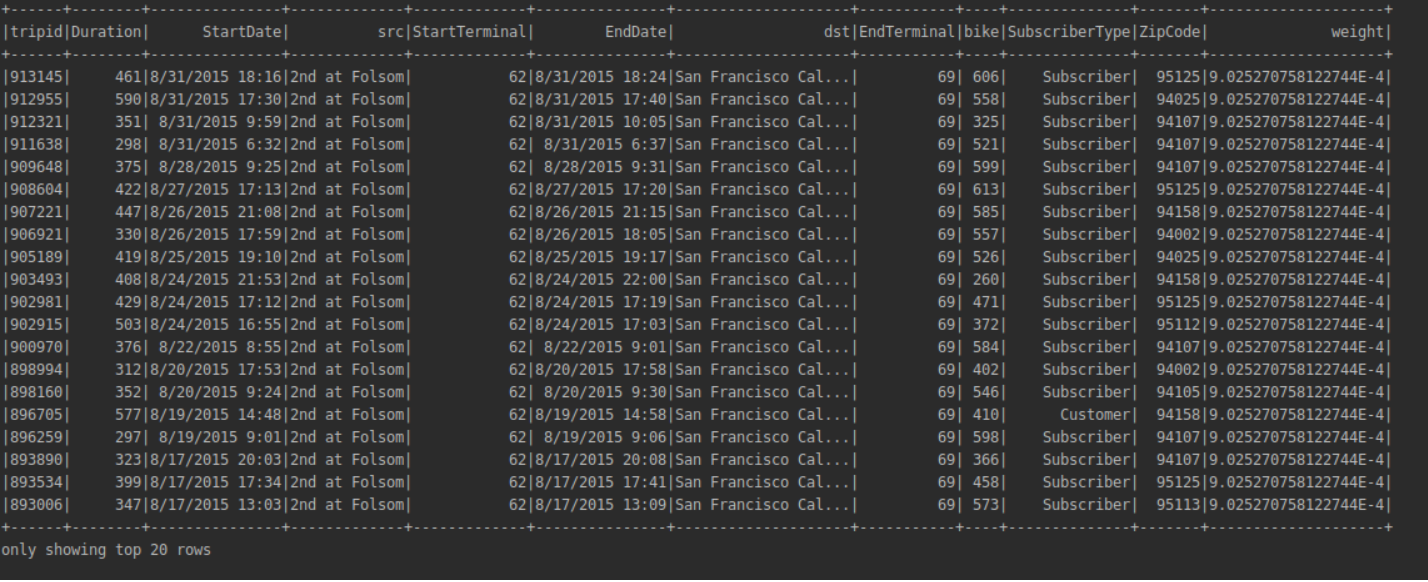 +------+--------+---------------+-------------+-------------+---------------+--------------------+-----------+----+--------------+-------+--------------------+
|tripid|Duration|      StartDate|          src|StartTerminal|        EndDate|                 dst|EndTerminal|bike|SubscriberType|ZipCode|              weight|
+------+--------+---------------+-------------+-------------+---------------+--------------------+-----------+----+--------------+-------+--------------------+
|913145|     461|8/31/2015 18:16|2nd at Folsom|           62|8/31/2015 18:24|San Francisco Cal...|         69| 606|    Subscriber|  95125|9.025270758122744E-4|
|912955|     590|8/31/2015 17:30|2nd at Folsom|           62|8/31/2015 17:40|San Francisco Cal...|         69| 558|    Subscriber|  94025|9.025270758122744E-4|
|912321|     351| 8/31/2015 9:59|2nd at Folsom|           62|8/31/2015 10:05|San Francisco Cal...|         69| 325|    Subscriber|  94107|9.025270758122744E-4|
|911638|     298| 8/31/2015 6:32|2nd at Folsom|           62| 8/31/2015 6:37|San Francisco Cal...|         69| 521|    Subscriber|  94107|9.025270758122744E-4|
|909648|     375| 8/28/2015 9:25|2nd at Folsom|           62| 8/28/2015 9:31|San Francisco Cal...|         69| 599|    Subscriber|  94107|9.025270758122744E-4|
|908604|     422|8/27/2015 17:13|2nd at Folsom|           62|8/27/2015 17:20|San Francisco Cal...|         69| 613|    Subscriber|  95125|9.025270758122744E-4|
|907221|     447|8/26/2015 21:08|2nd at Folsom|           62|8/26/2015 21:15|San Francisco Cal...|         69| 585|    Subscriber|  94158|9.025270758122744E-4|
|906921|     330|8/26/2015 17:59|2nd at Folsom|           62|8/26/2015 18:05|San Francisco Cal...|         69| 557|    Subscriber|  94002|9.025270758122744E-4|
|905189|     419|8/25/2015 19:10|2nd at Folsom|           62|8/25/2015 19:17|San Francisco Cal...|         69| 526|    Subscriber|  94025|9.025270758122744E-4|
|903493|     408|8/24/2015 21:53|2nd at Folsom|           62|8/24/2015 22:00|San Francisco Cal...|         69| 260|    Subscriber|  94158|9.025270758122744E-4|
|902981|     429|8/24/2015 17:12|2nd at Folsom|           62|8/24/2015 17:19|San Francisco Cal...|         69| 471|    Subscriber|  95125|9.025270758122744E-4|
|902915|     503|8/24/2015 16:55|2nd at Folsom|           62|8/24/2015 17:03|San Francisco Cal...|         69| 372|    Subscriber|  95112|9.025270758122744E-4|
|900970|     376| 8/22/2015 8:55|2nd at Folsom|           62| 8/22/2015 9:01|San Francisco Cal...|         69| 584|    Subscriber|  94107|9.025270758122744E-4|
|898994|     312|8/20/2015 17:53|2nd at Folsom|           62|8/20/2015 17:58|San Francisco Cal...|         69| 402|    Subscriber|  94002|9.025270758122744E-4|
|898160|     352| 8/20/2015 9:24|2nd at Folsom|           62| 8/20/2015 9:30|San Francisco Cal...|         69| 546|    Subscriber|  94105|9.025270758122744E-4|
|896705|     577|8/19/2015 14:48|2nd at Folsom|           62|8/19/2015 14:58|San Francisco Cal...|         69| 410|      Customer|  94158|9.025270758122744E-4|
|896259|     297| 8/19/2015 9:01|2nd at Folsom|           62| 8/19/2015 9:06|San Francisco Cal...|         69| 598|    Subscriber|  94107|9.025270758122744E-4|
|893890|     323|8/17/2015 20:03|2nd at Folsom|           62|8/17/2015 20:08|San Francisco Cal...|         69| 366|    Subscriber|  94107|9.025270758122744E-4|
|893534|     399|8/17/2015 17:34|2nd at Folsom|           62|8/17/2015 17:41|San Francisco Cal...|         69| 458|    Subscriber|  95125|9.025270758122744E-4|
|893006|     347|8/17/2015 13:03|2nd at Folsom|           62|8/17/2015 13:09|San Francisco Cal...|         69| 573|    Subscriber|  95113|9.025270758122744E-4|
+------+--------+---------------+-------------+-------------+---------------+--------------------+-----------+----+--------------+-------+--------------------+
only showing top 20 rows